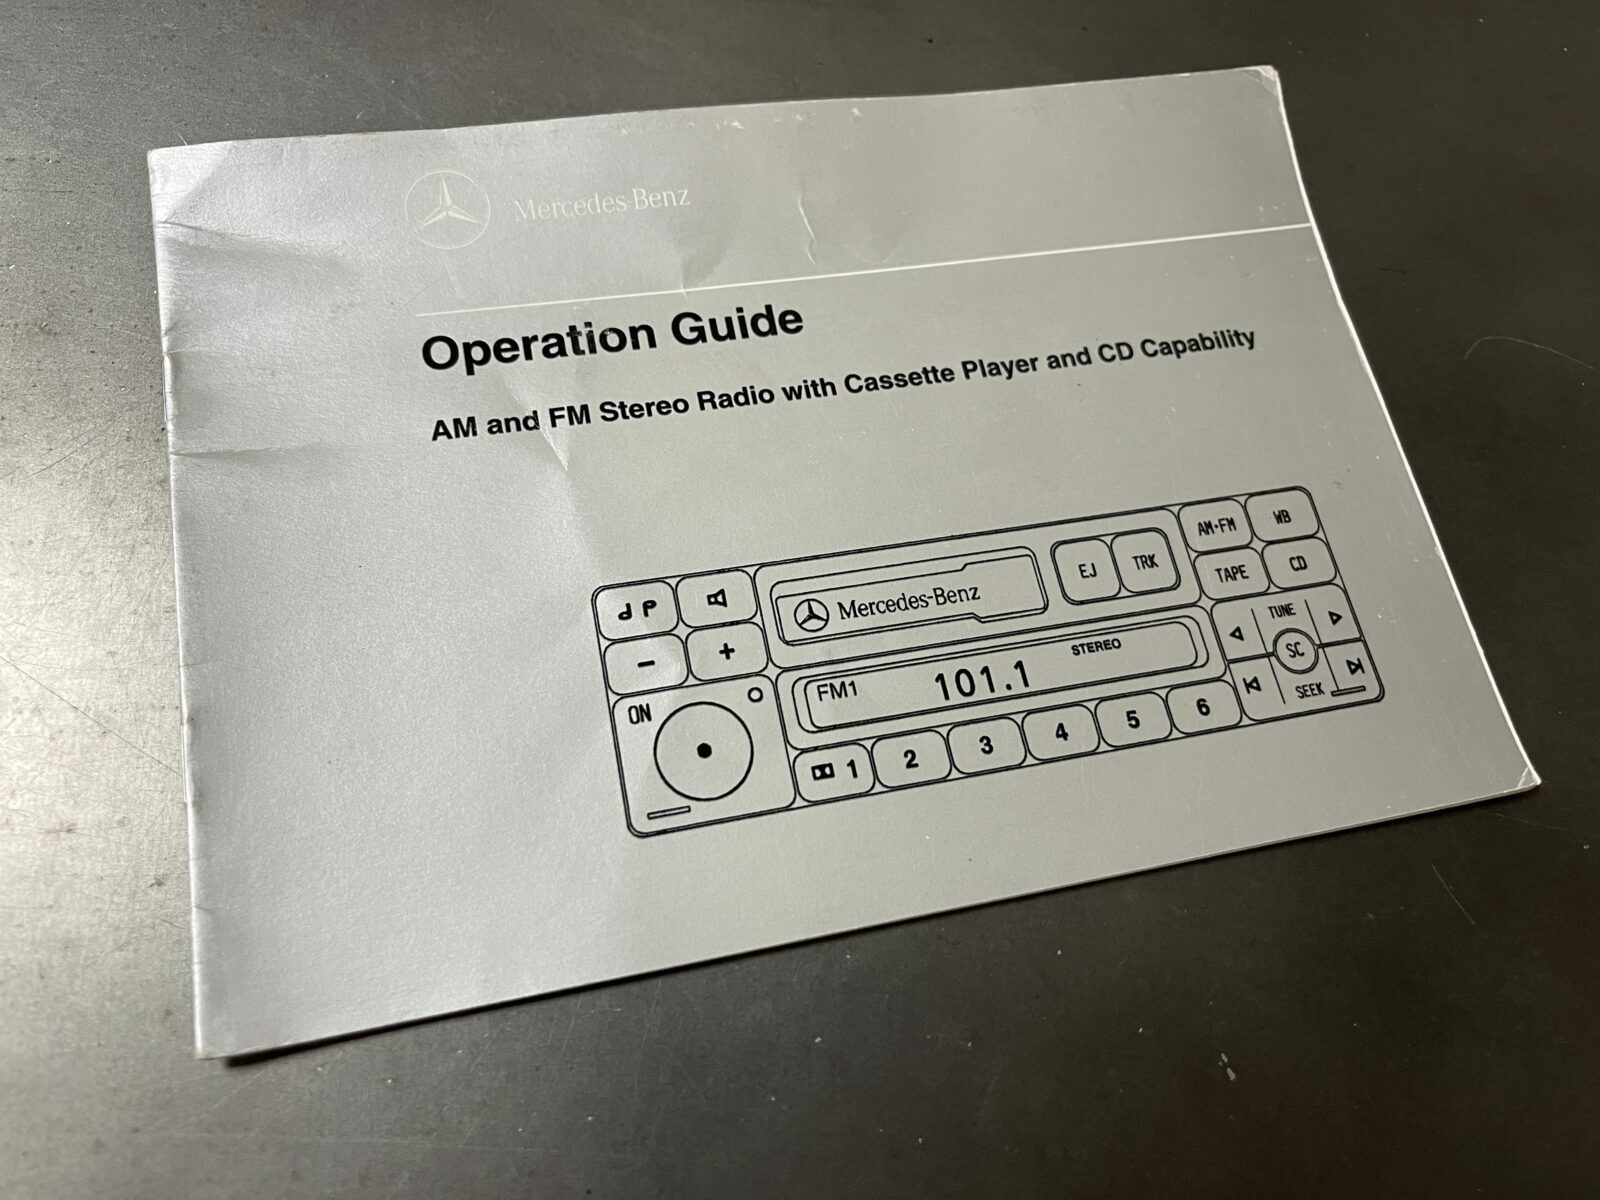 Mercedes-Benz
Operation Guide
AM and FM Stereo Radio with Cassette Player and CD Capability
AM•FM WB
EJ TRK TAPE CD
Mercedes-Benz
TUNE
SC
SEEK
- +
ON
FM1 101.1 STEREO
1 2 3 4 5 6